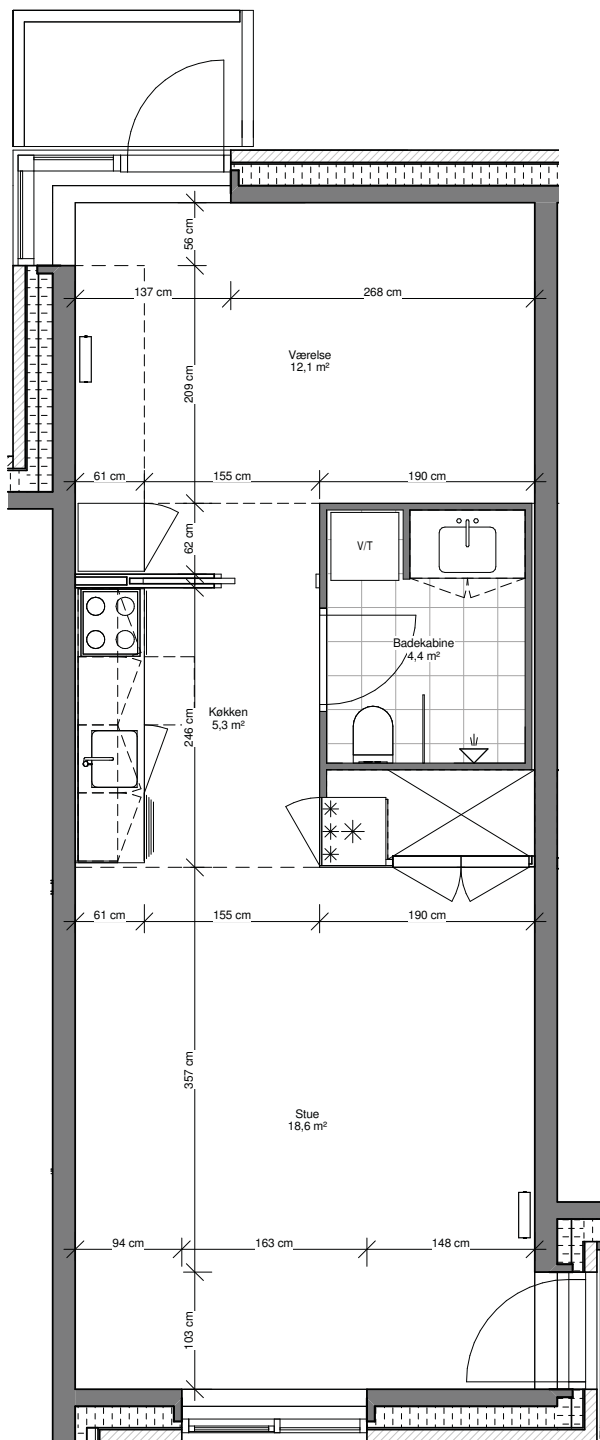 56 cm
137 cm
268 cm
Værelse
12,1 m²
209 cm
61 cm
155 cm
190 cm
62 cm
V/T
Badekabine
4,4 m²
Køkken
5,3 m²
246 cm
61 cm
155 cm
190 cm
357 cm
Stue
18,6 m²
94 cm
163 cm
148 cm
103 cm